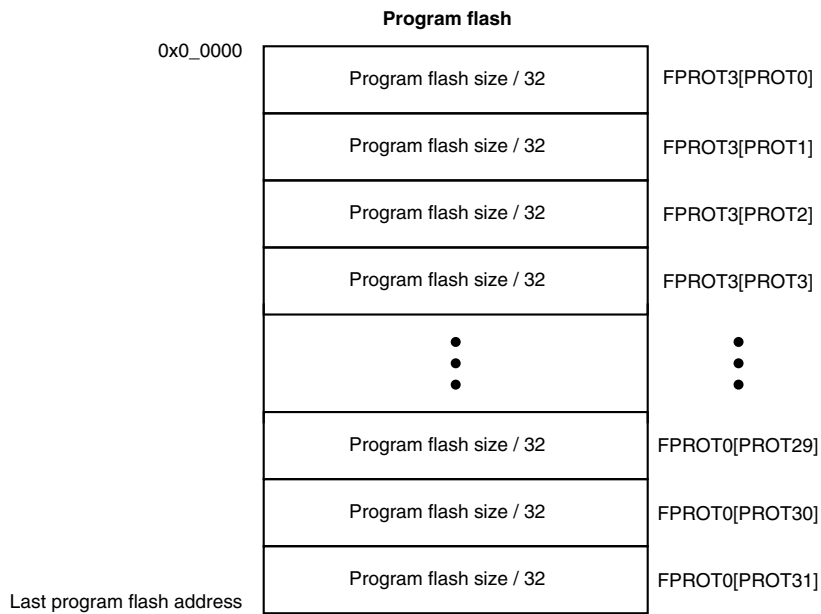 Program flash
0x0_0000
Program flash size / 32 FPROT3[PROT0]
Program flash size / 32 FPROT3[PROT1]
Program flash size / 32 FPROT3[PROT2]
Program flash size / 32 FPROT3[PROT3]
Program flash size / 32 FPROT0[PROT29]
Program flash size / 32 FPROT0[PROT30]
Program flash size / 32 FPROT0[PROT31]
Last program flash address